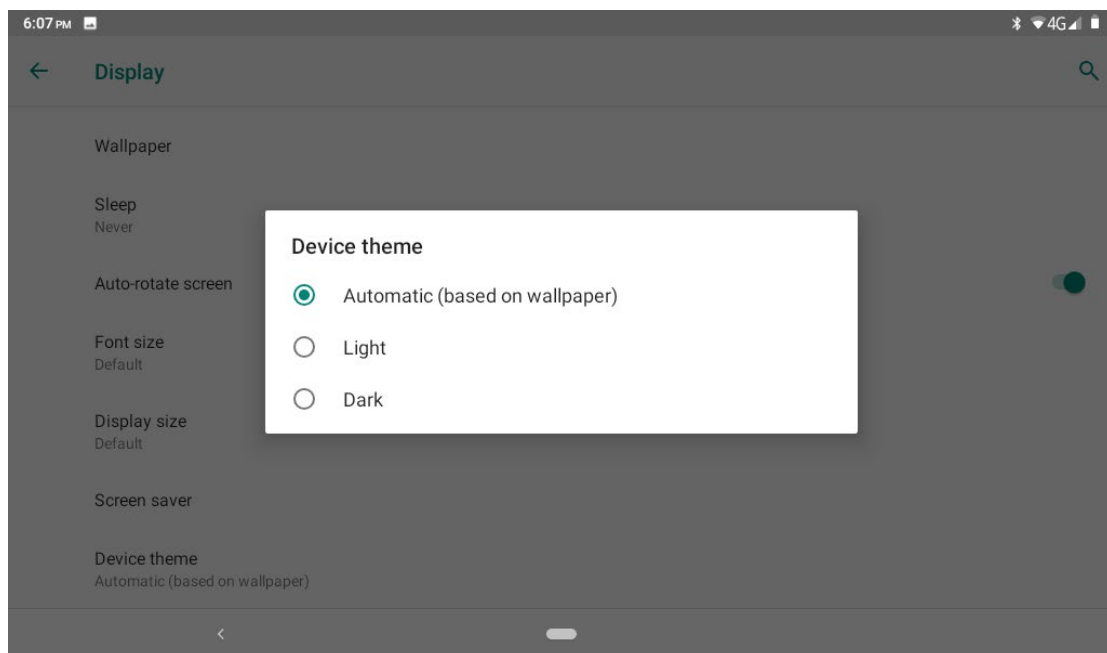 6:07 PM 4G
Display
Wallpaper
Sleep
Never
Auto-rotate screen
Font size
Default
Display size
Default
Screen saver
Device theme
Automatic (based on wallpaper)
Device theme
Automatic (based on wallpaper)
Light
Dark